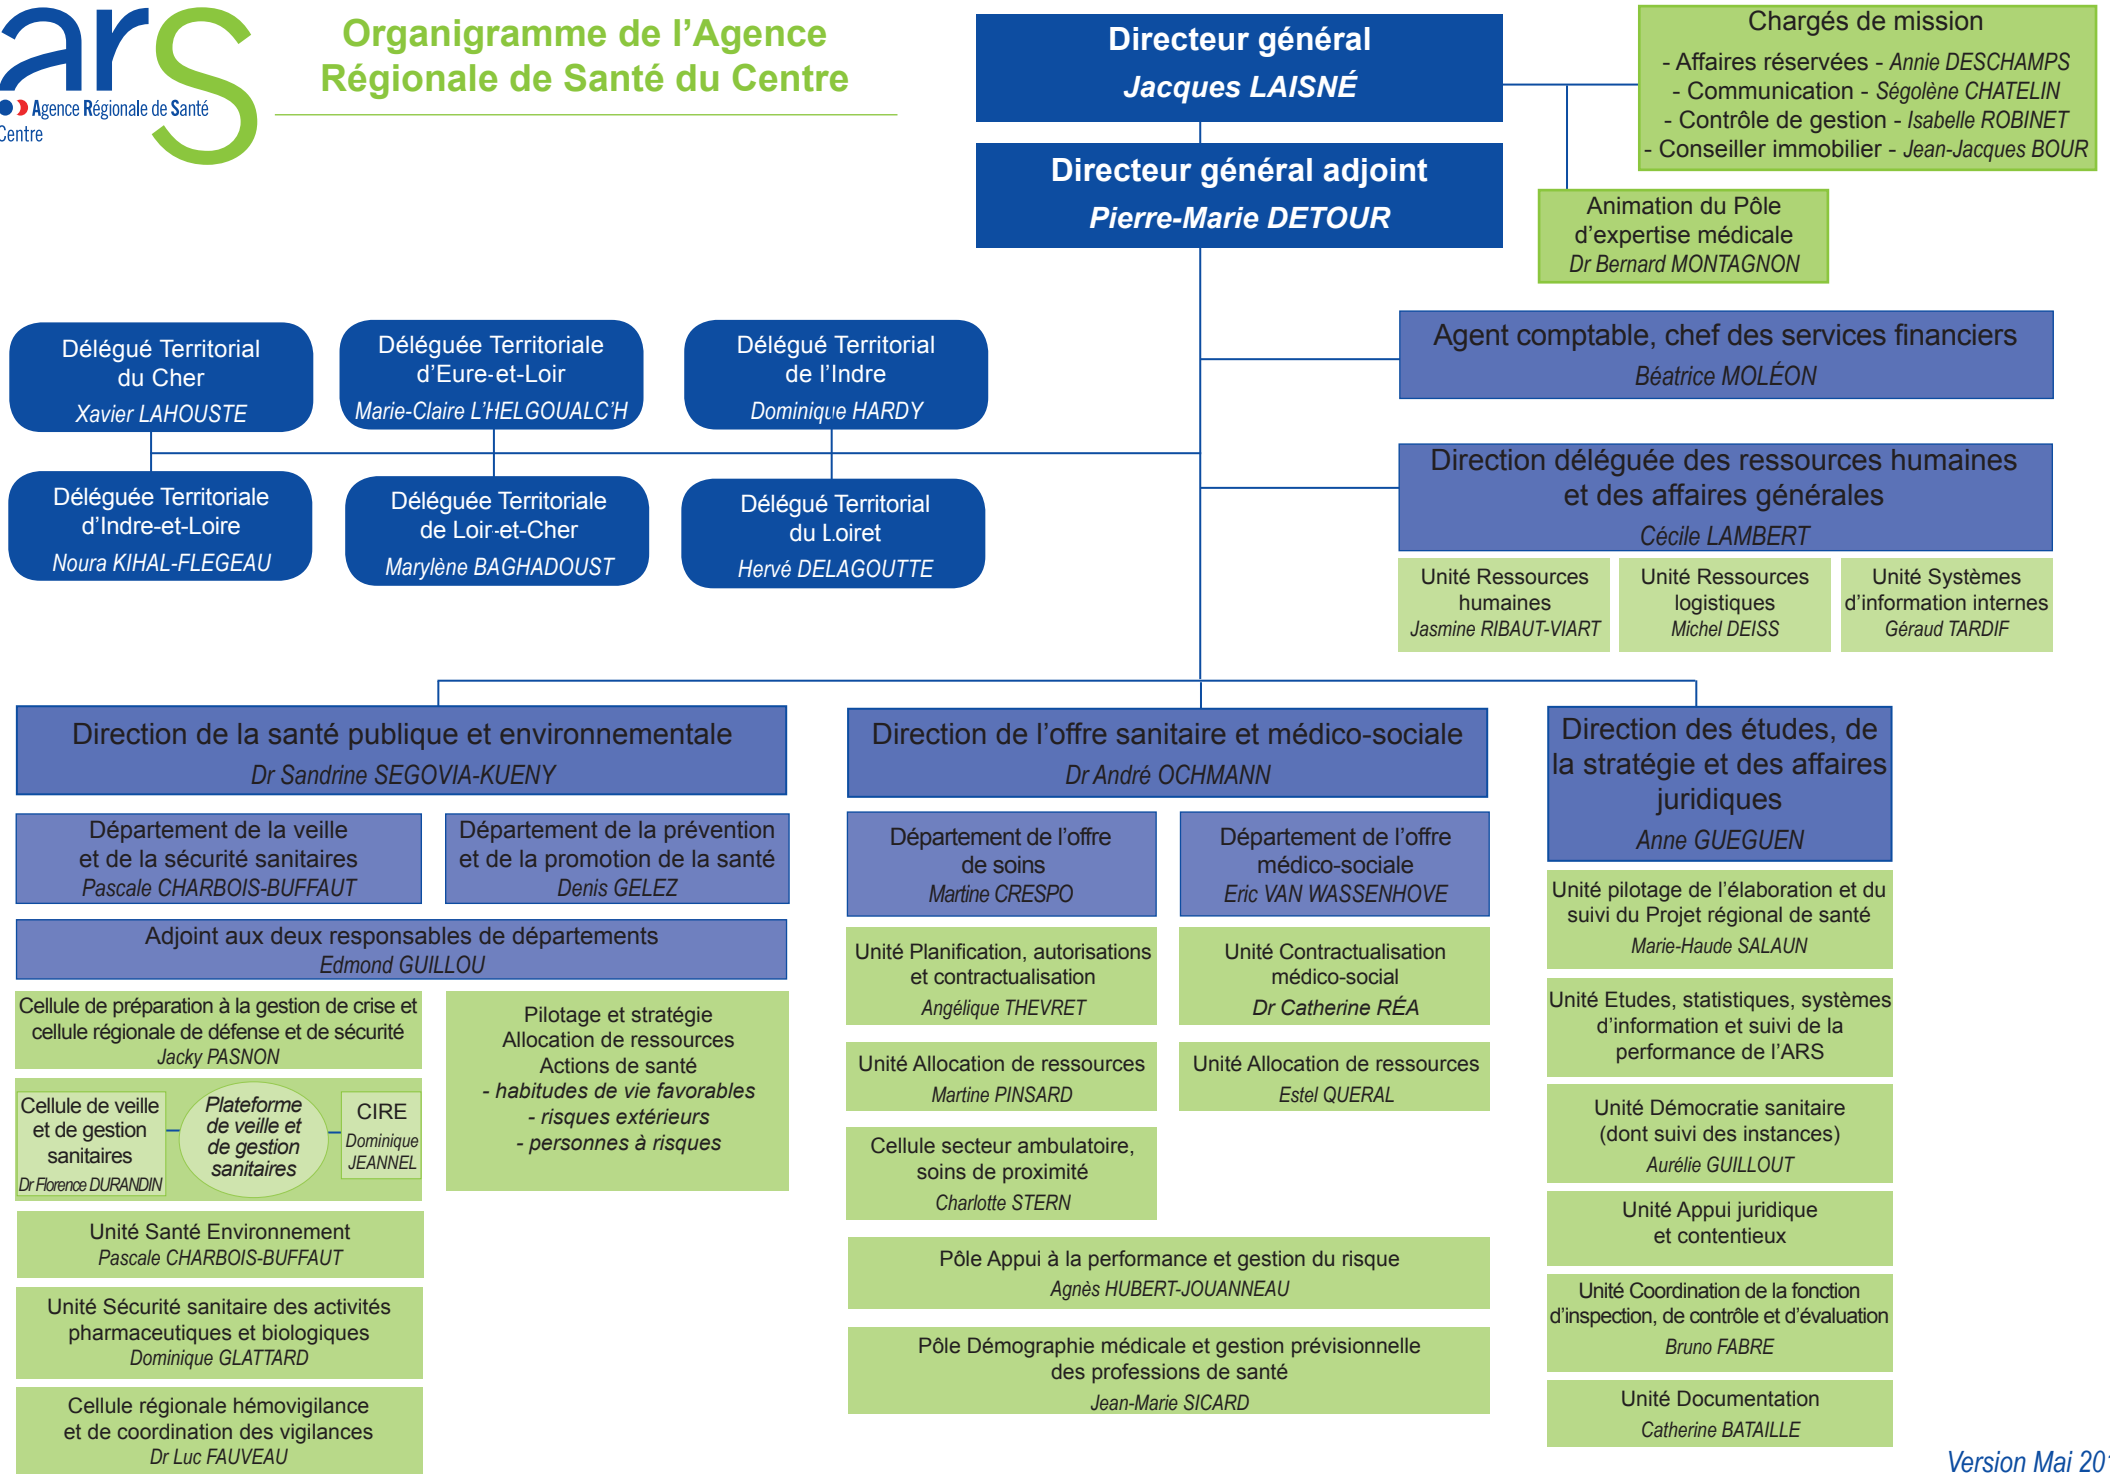 ars
Agence Régionale de Santé
Centre
Organigramme de l'Agence
Régionale de Santé du Centre
Directeur général
Jacques LAISNÉ
Directeur général adjoint
Pierre-Marie DETOUR
Chargés de mission
- Affaires réservées - Annie DESCHAMPS
- Communication - Ségolène CHATELIN
- Contrôle de gestion - Isabelle ROBINET
- Conseiller immobilier - Jean-Jacques BOUR
Animation du Pôle
d'expertise médicale
Dr Bernard MONTAGNON
Délégué Territorial
du Cher
Xavier LAHOUSTE
Déléguée Territoriale
d'Eure-et-Loir
Marie-Claire L'HELGOUALC'H
Délégué Territorial
de l'Indre
Dominique HARDY
Déléguée Territoriale
d'Indre-et-Loire
Noura KIHAL-FLEGEAU
Déléguée Territoriale
de Loir-et-Cher
Marylène BAGHADOUST
Délégué Territorial
du Loiret
Hervé DELAGOUTTE
Agent comptable, chef des services financiers
Béatrice MOLÉON
Direction déléguée des ressources humaines
et des affaires générales
Cécile LAMBERT
Unité Ressources
humaines
Jasmine RIBAUT-VIART
Unité Ressources
logistiques
Michel DEISS
Unité Systèmes
d'information internes
Géraud TARDIF
Direction de la santé publique et environnementale
Dr Sandrine SEGOVIA-KUENY
Département de la veille
et de la sécurité sanitaires
Pascale CHARBOIS-BUFFAUT
Département de la prévention
et de la promotion de la santé
Denis GELEZ
Adjoint aux deux responsables de départements
Edmond GUILLOU
Cellule de préparation à la gestion de crise et
cellule régionale de défense et de sécurité
Jacky PASNON
Cellule de veille
et de gestion
sanitaires
Dr Florence DURANDIN
Plateforme
de veille et
de gestion
sanitaires
CIRE
Dominique
JEANNEL
Unité Santé Environnement
Pascale CHARBOIS-BUFFAUT
Unité Sécurité sanitaire des activités
pharmaceutiques et biologiques
Dominique GLATTARD
Cellule régionale hémovigilance
et de coordination des vigilances
Dr Luc FAUVEAU
Pilotage et stratégie
Allocation de ressources
Actions de santé
- habitudes de vie favorables
- risques extérieurs
- personnes à risques
Direction de l'offre sanitaire et médico-sociale
Dr André OCHMANN
Département de l'offre
de soins
Martine CRESPO
Département de l'offre
médico-sociale
Eric VAN WASSENHOVE
Unité Planification, autorisations
et contractualisation
Angélique THEVRET
Unité Contractualisation
médico-social
Dr Catherine RÉA
Unité Allocation de ressources
Martine PINSARD
Unité Allocation de ressources
Estel QUERAL
Cellule secteur ambulatoire,
soins de proximité
Charlotte STERN
Pôle Appui à la performance et gestion du risque
Agnès HUBERT-JOUANNEAU
Pôle Démographie médicale et gestion prévisionnelle
des professions de santé
Jean-Marie SICARD
Direction des études, de
la stratégie et des affaires
juridiques
Anne GUEGUEN
Unité pilotage de l'élaboration et du
suivi du Projet régional de santé
Marie-Haude SALAUN
Unité Etudes, statistiques, systèmes
d'information et suivi de la
performance de l'ARS
Unité Démocratie sanitaire
(dont suivi des instances)
Aurélie GUILLOUT
Unité Appui juridique
et contentieux
Unité Coordination de la fonction
d'inspection, de contrôle et d'évaluation
Bruno FABRE
Unité Documentation
Catherine BATAILLE
Version Mai